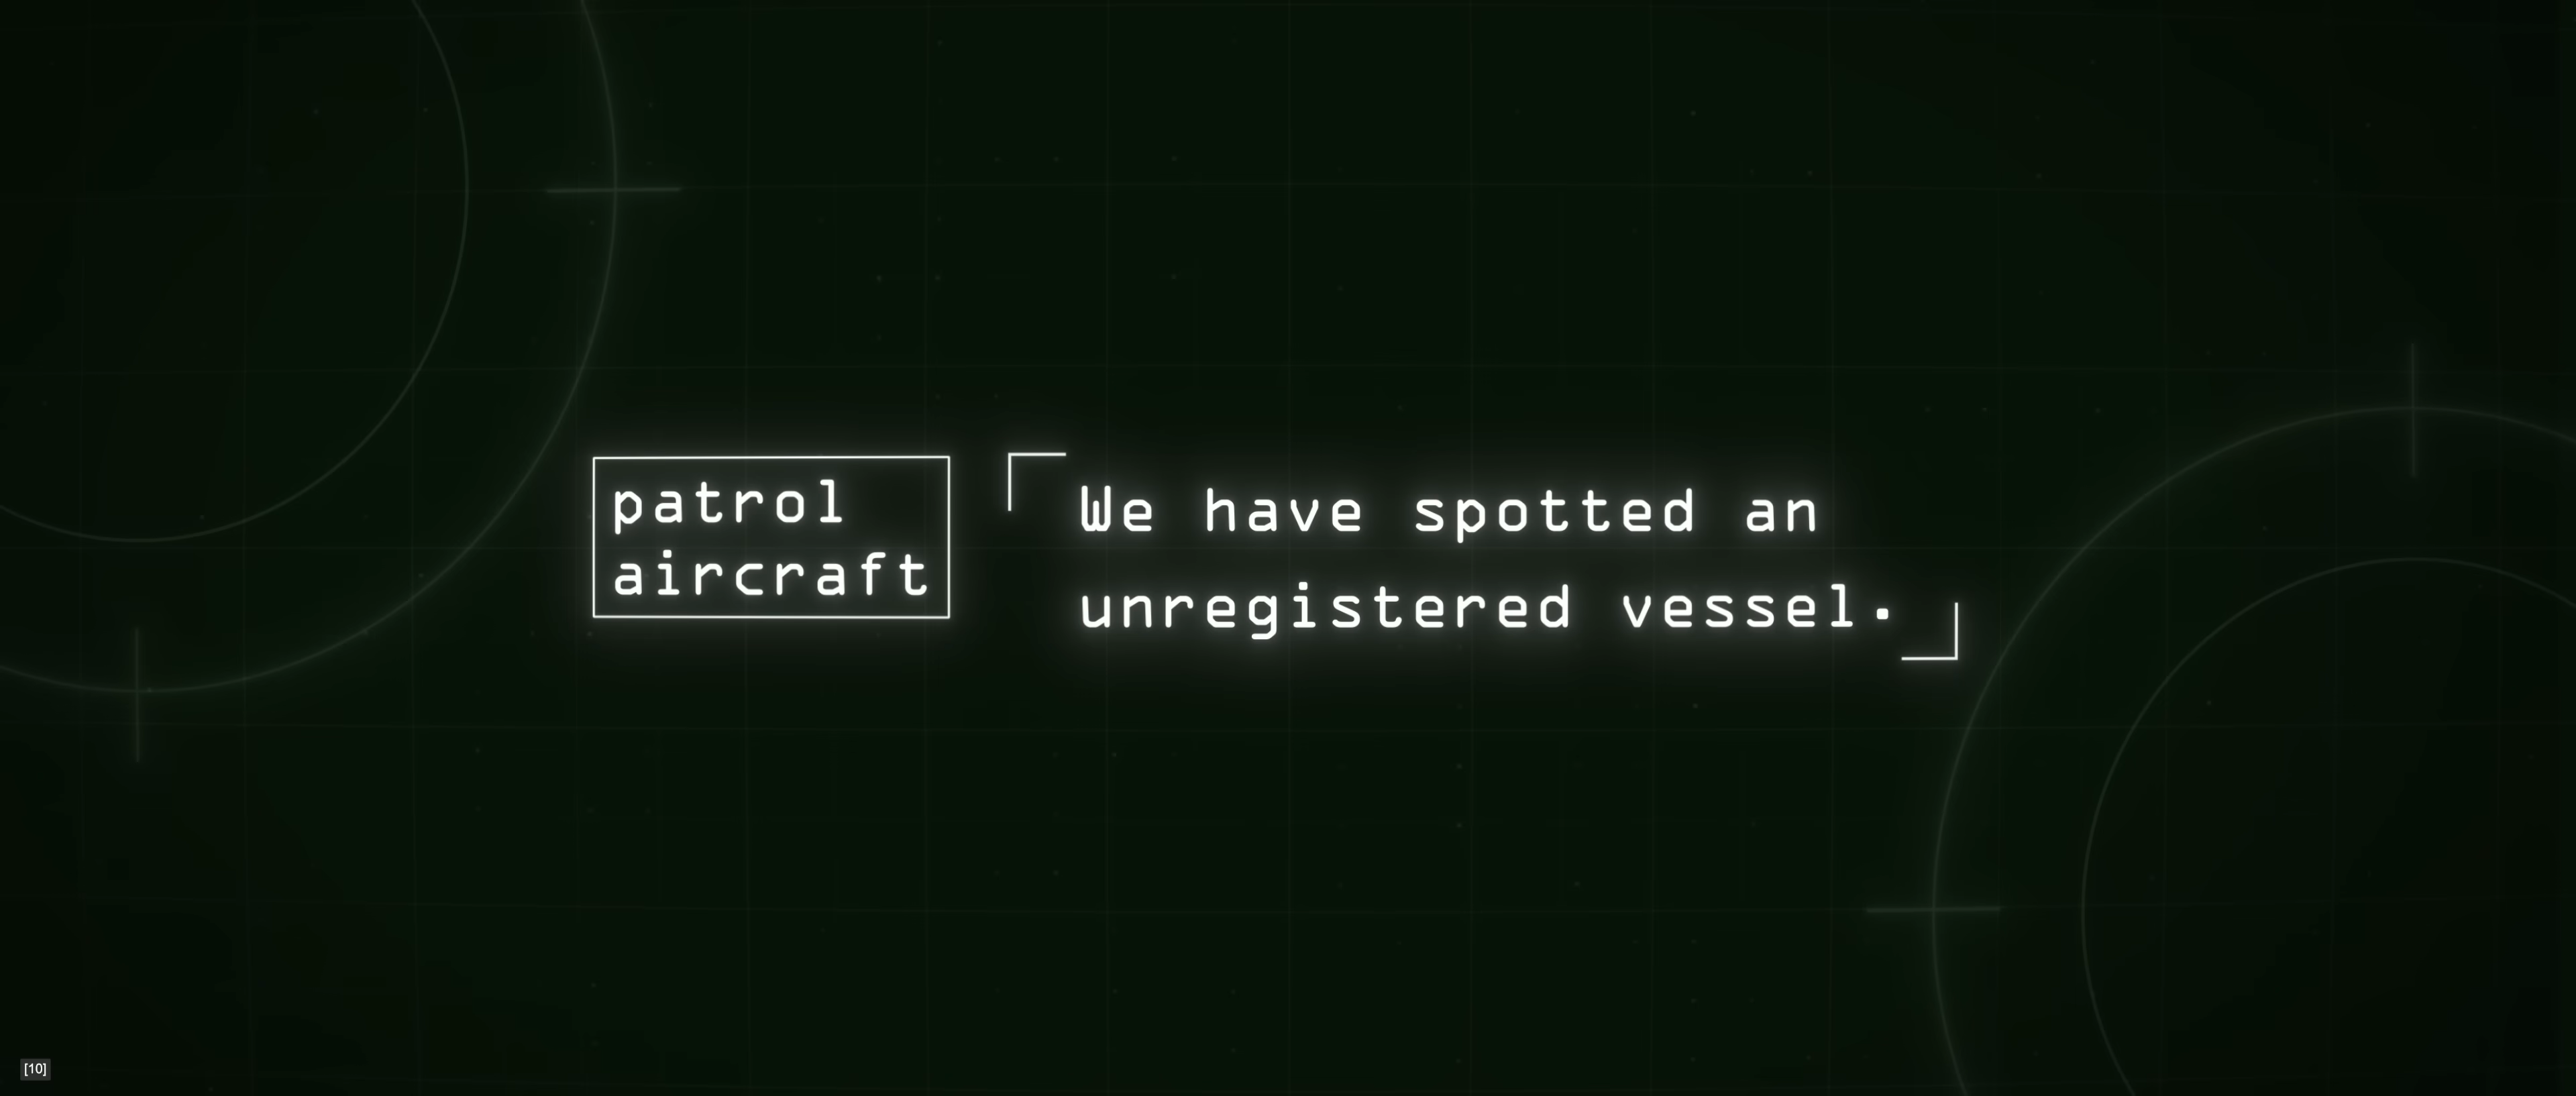 patrol
aircraft
We have spotted an
unregistered vessel.
[10]